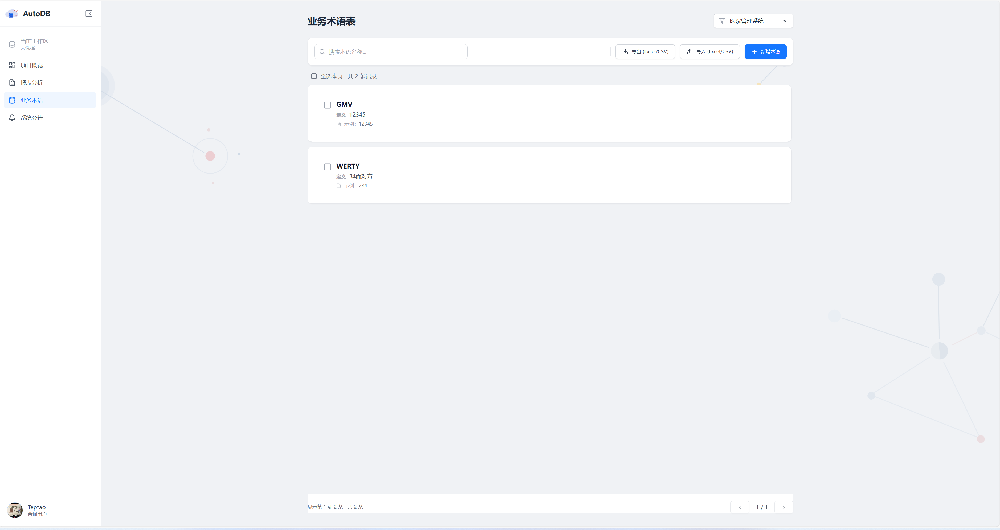 AutoDB
当前工作区
未选择
项目概览
报表分析
业务术语
系统公告
Teptao
普通用户
业务术语表
医院管理系统
搜索术语名称...
导出 (Excel/CSV)
导入 (Excel/CSV)
新增术语
全选本页 共 2 条记录
GMV
定义 12345
示例: 12345
WERTY
定义 34而对方
示例: 234r
显示第 1 到 2 条，共 2 条
1 / 1